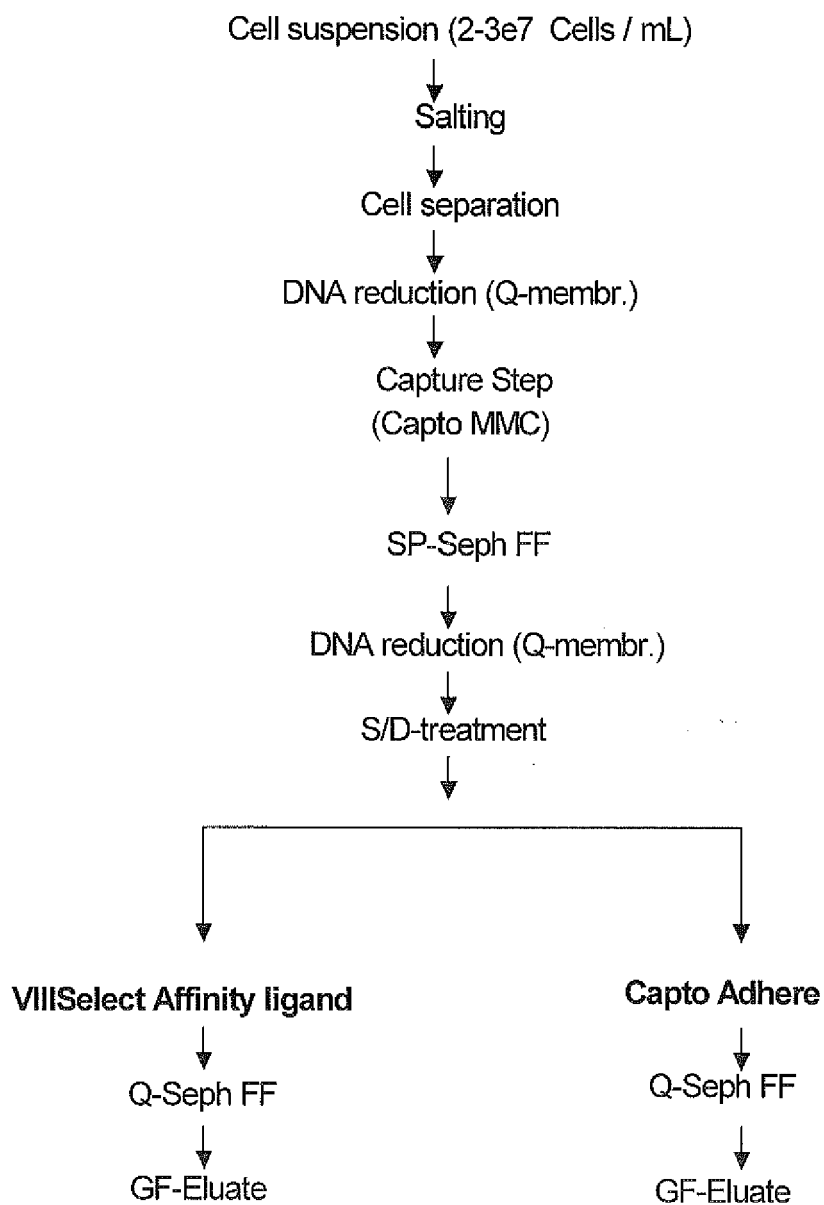 Cell suspension (2-3e7 Cells / mL)
Salting
Cell separation
DNA reduction (Q-membr.)
Capture Step
(Capto MMC)
SP-Seph FF
DNA reduction (Q-membr.)
S/D-treatment
VIIISelect Affinity ligand
Capto Adhere
Q-Seph FF
Q-Seph FF
GF-Eluate
GF-Eluate